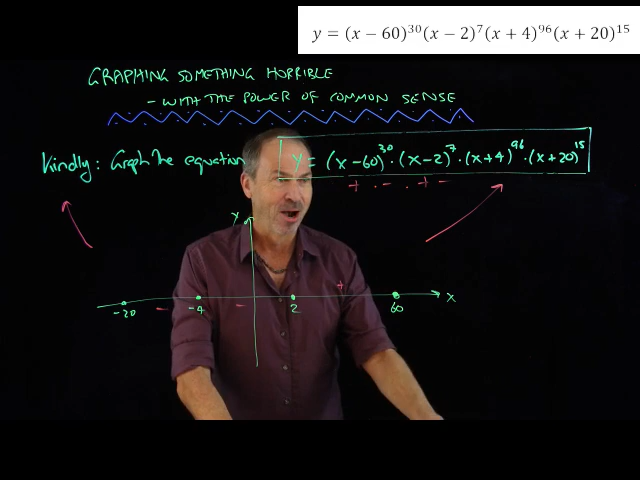 y = (x − 60)³⁰(x − 2)⁷(x + 4)⁹⁶(x + 20)¹⁵
GRAPHING SOMETHING HORRIBLE
- WITH THE POWER OF COMMON SENSE
Kindly: Graph the equation y = (x-60)³⁰·(x-2)⁷·(x+4)⁹⁶·(x+20)¹⁵
+ · - · + -
y
+
x
-20 - -4 - 2 60